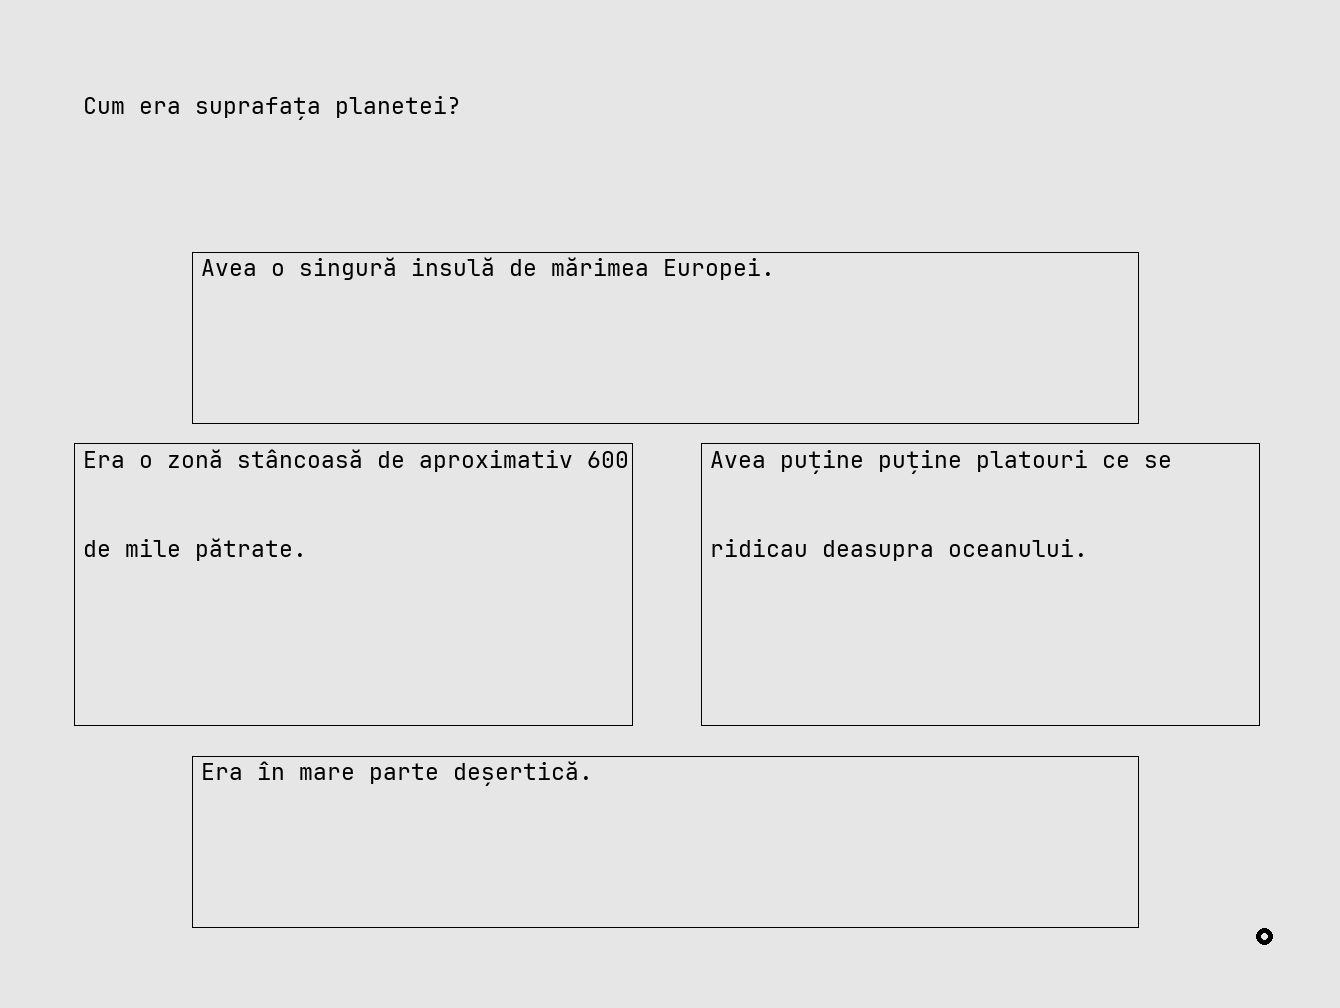 Cum era suprafața planetei?
Avea o singură insulă de mărimea Europei.
Era o zonă stâncoasă de aproximativ 600
de mile pătrate.
Avea puține puține platouri ce se
ridicau deasupra oceanului.
Era în mare parte deșertică.